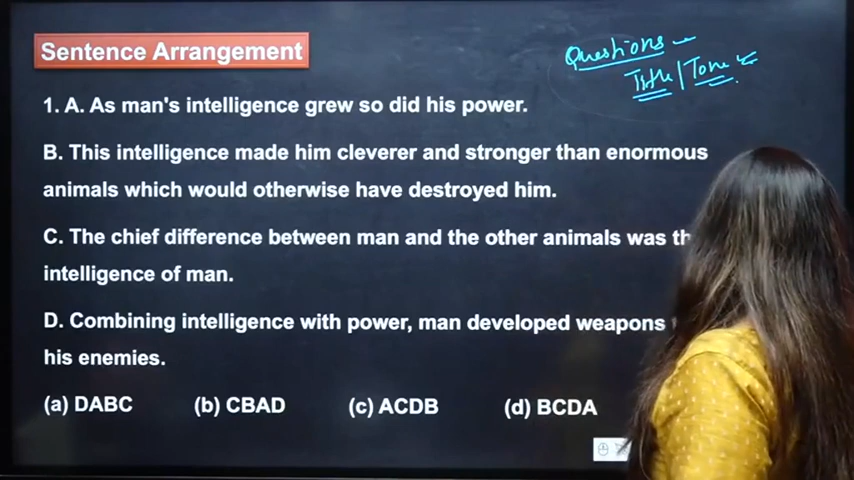 Sentence Arrangement
Questions
Title / Tone
1. A. As man's intelligence grew so did his power.
B. This intelligence made him cleverer and stronger than enormous
animals which would otherwise have destroyed him.
C. The chief difference between man and the other animals was
intelligence of man.
D. Combining intelligence with power, man developed weapons
his enemies.
(a) DABC (b) CBAD (c) ACDB (d) BCDA